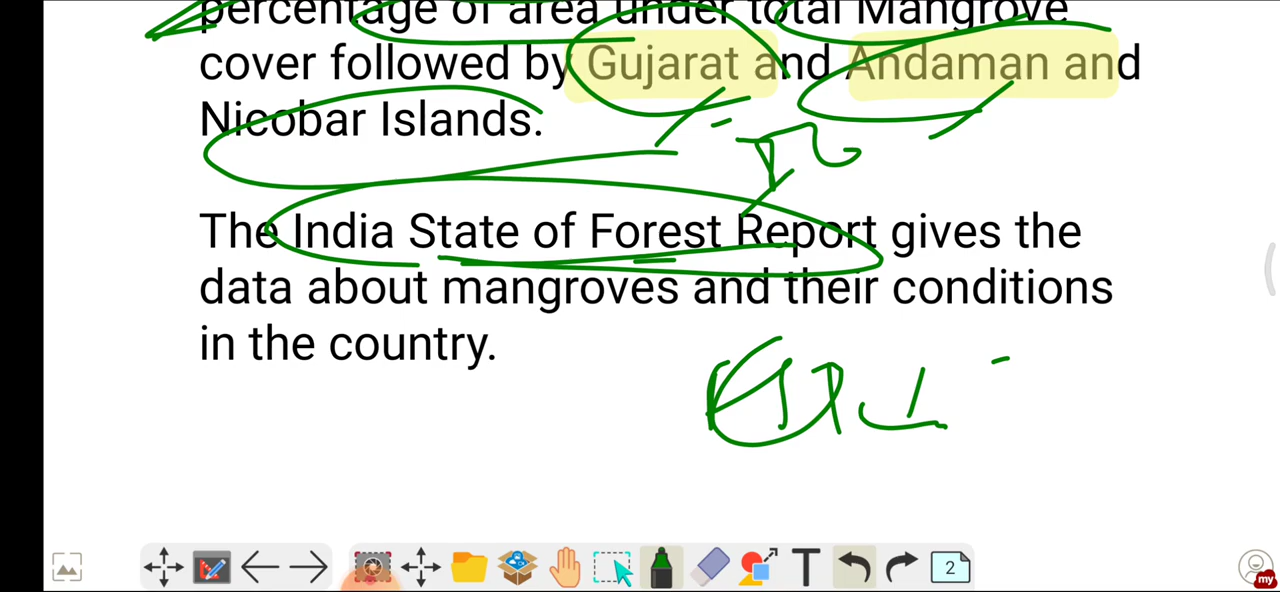 percentage of area under total Mangrove
cover followed by Gujarat and Andaman and
Nicobar Islands.
The India State of Forest Report gives the
data about mangroves and their conditions
in the country.
T
2
my